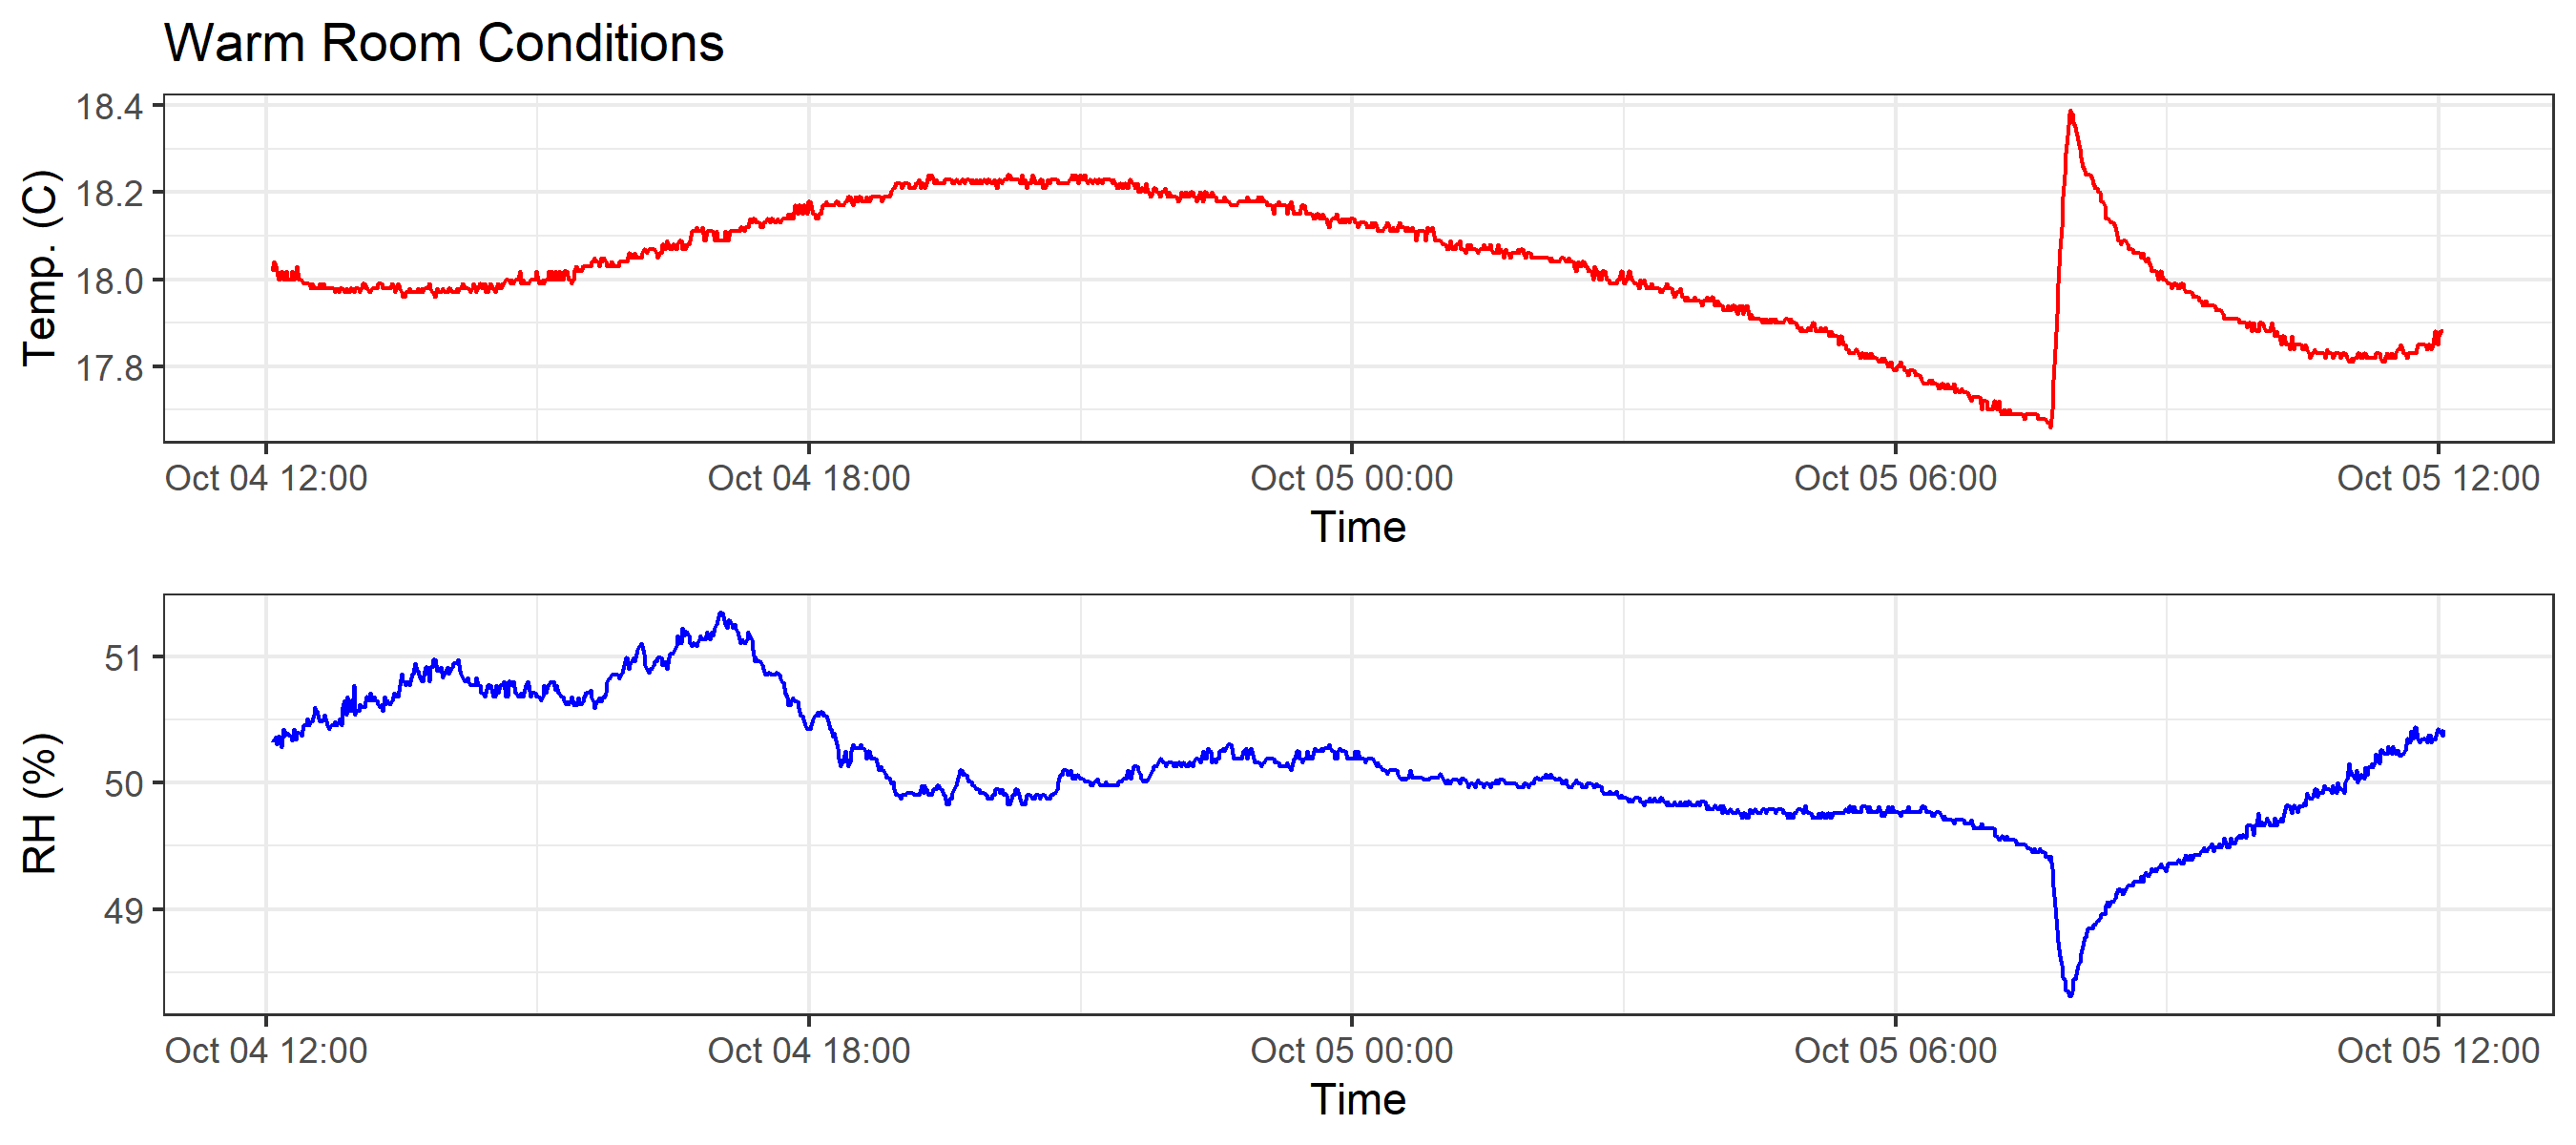 Warm Room Conditions
Temp. (C)
18.4
18.2
18.0
17.8
Oct 04 12:00 Oct 04 18:00 Oct 05 00:00 Oct 05 06:00 Oct 05 12:00
Time
RH (%)
51
50
49
Oct 04 12:00 Oct 04 18:00 Oct 05 00:00 Oct 05 06:00 Oct 05 12:00
Time